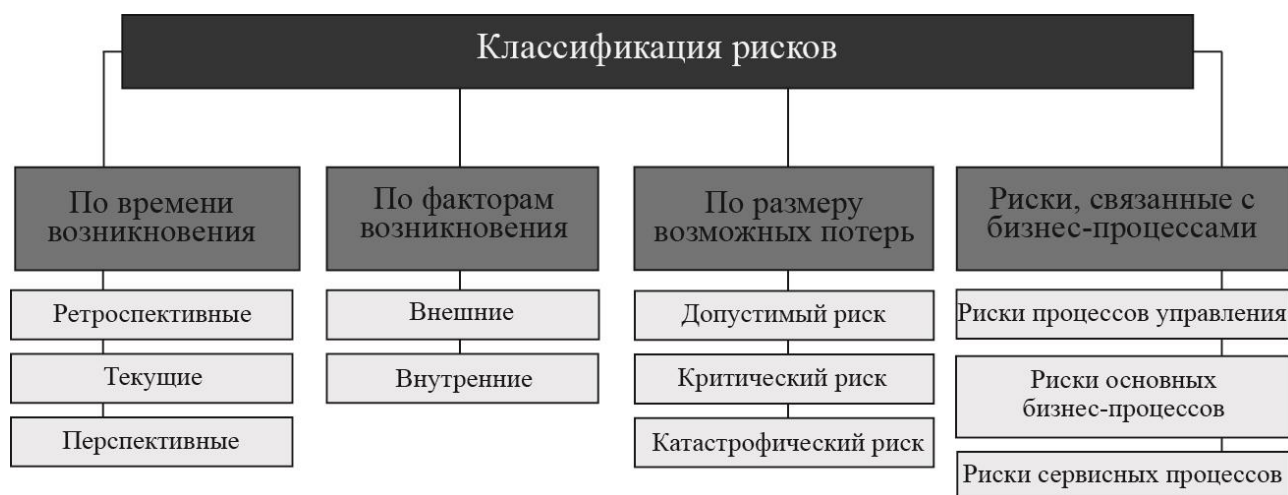 Классификация рисков
По времени
возникновения
Ретроспективные
Текущие
Перспективные
По факторам
возникновения
Внешние
Внутренние
По размеру
возможных потерь
Допустимый риск
Критический риск
Катастрофический риск
Риски, связанные с
бизнес-процессами
Риски процессов управления
Риски основных
бизнес-процессов
Риски сервисных процессов